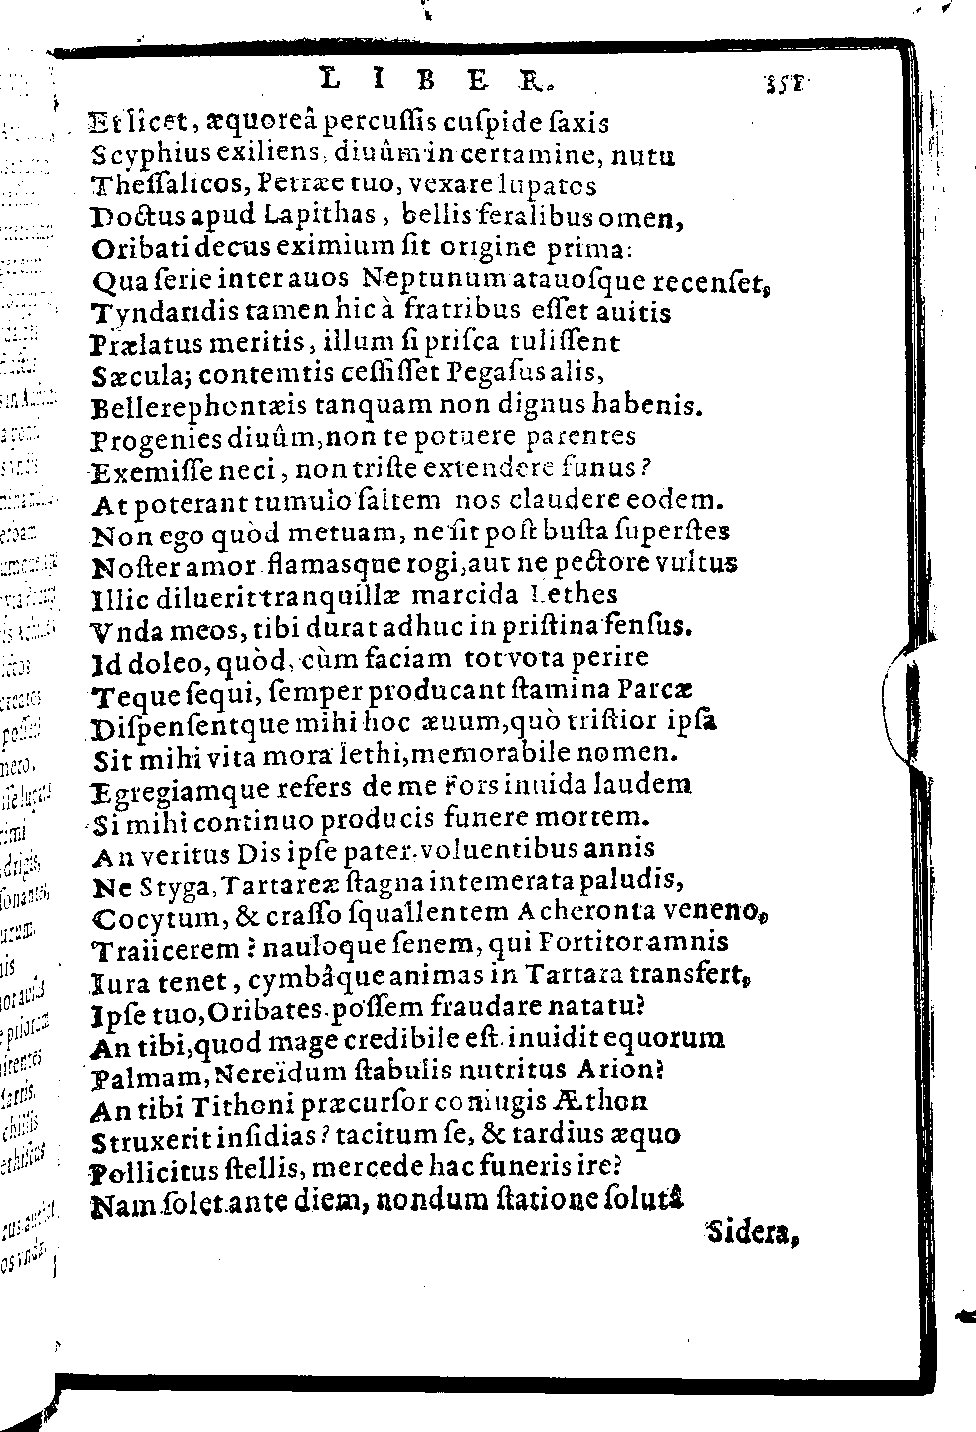 LIBER. 351
Et licet, æquoreâ percuſſis cuſpide ſaxis
Scyphius exiliens, diuûm in certamine, nutu
Theſſalicos, Petræe tuo, vexare lupatos
Doctus apud Lapithas, bellis feralibus omen,
Oribati decus eximium ſit origine prima:
Qua ſerie inter auos Neptunum atauoſque recenſet,
Tyndaridis tamen hic à fratribus eſſet auitis
Prælatus meritis, illum ſi priſca tuliſſent
Sæcula; contemtis ceſſiſſet Pegaſus alis,
Bellerephontæis tanquam non dignus habenis.
Progenies diuûm, non te potuere parentes
Exemiſſe neci, non triſte extendere funus?
At poterant tumulo ſaltem nos claudere eodem.
Non ego quòd metuam, ne ſit poſt buſta ſuperſtes
Noſter amor flamasque rogi, aut ne pectore vultus
Illic diluerit tranquillæ marcida Lethes
Vnda meos, tibi durat adhuc in priſtina ſenſus.
Id doleo, quòd, cùm faciam tot vota perire
Teque ſequi, ſemper producant ſtamina Parcæ
Diſpenſentque mihi hoc æuum, quò triſtior ipſa
Sit mihi vita mora lethi, memorabile nomen.
Egregiamque refers de me Fors inuida laudem
Si mihi continuo producis funere mortem.
An veritus Dis ipſe pater, voluentibus annis
Ne Styga, Tartareæ ſtagna intemerata paludis,
Cocytum, & craſſo ſquallentem Acheronta veneno,
Traiicerem? nauloque ſenem, qui Portitor amnis
Iura tenet, cymbâque animas in Tartara transfert,
Ipſe tuo, Oribates poſſem fraudare natatu?
An tibi, quod mage credibile eſt inuidit equorum
Palmam, Nereidum ſtabulis nutritus Arion?
An tibi Tithoni præcurſor coniugis Æthon
Struxerit inſidias? tacitum ſe, & tardius æquo
Pollicitus ſtellis, mercede hac funeris ire?
Nam ſolet ante diem, nondum ſtatione ſolutâ
Sidera,